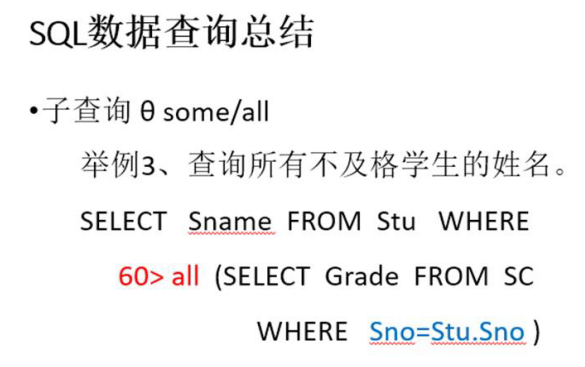 SQL数据查询总结
•子查询 θ some/all
举例3、查询所有不及格学生的姓名。
SELECT Sname FROM Stu WHERE
60> all (SELECT Grade FROM SC
WHERE Sno=Stu.Sno )